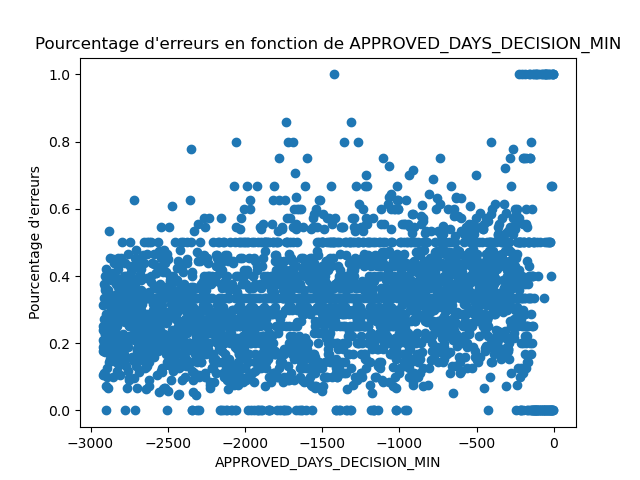 Pourcentage d'erreurs en fonction de APPROVED_DAYS_DECISION_MIN
1.0
0.8
0.6
0.4
0.2
0.0
Pourcentage d'erreurs
−3000 −2500 −2000 −1500 −1000 −500 0
APPROVED_DAYS_DECISION_MIN